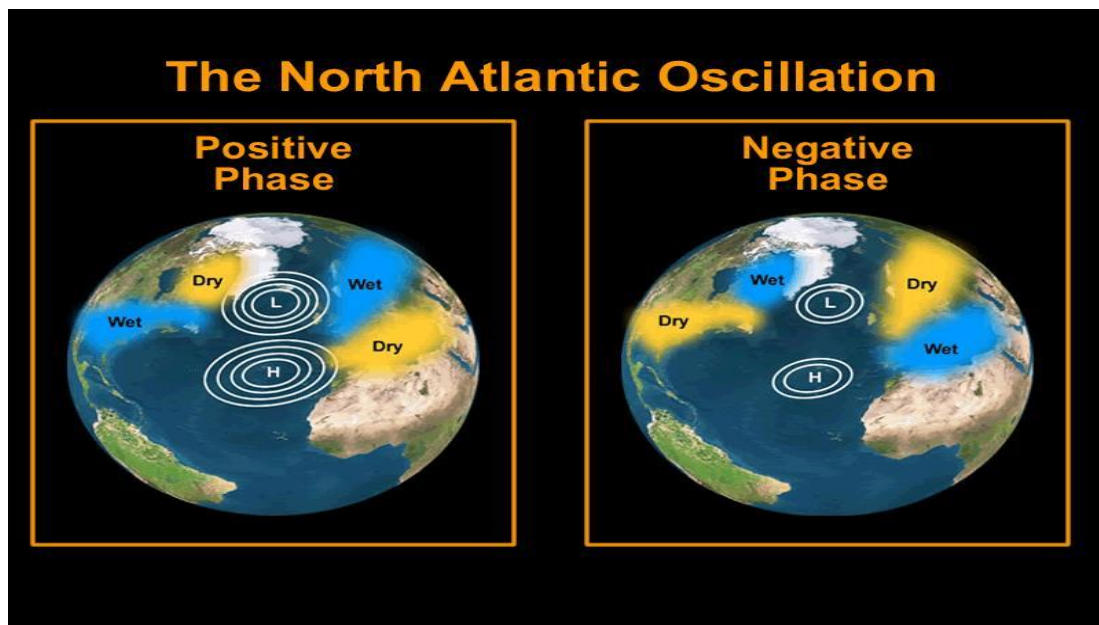 The North Atlantic Oscillation
Positive
Phase
Dry
L
Wet
Wet
H
Dry
Negative
Phase
Wet
L
Dry
Dry
H
Wet